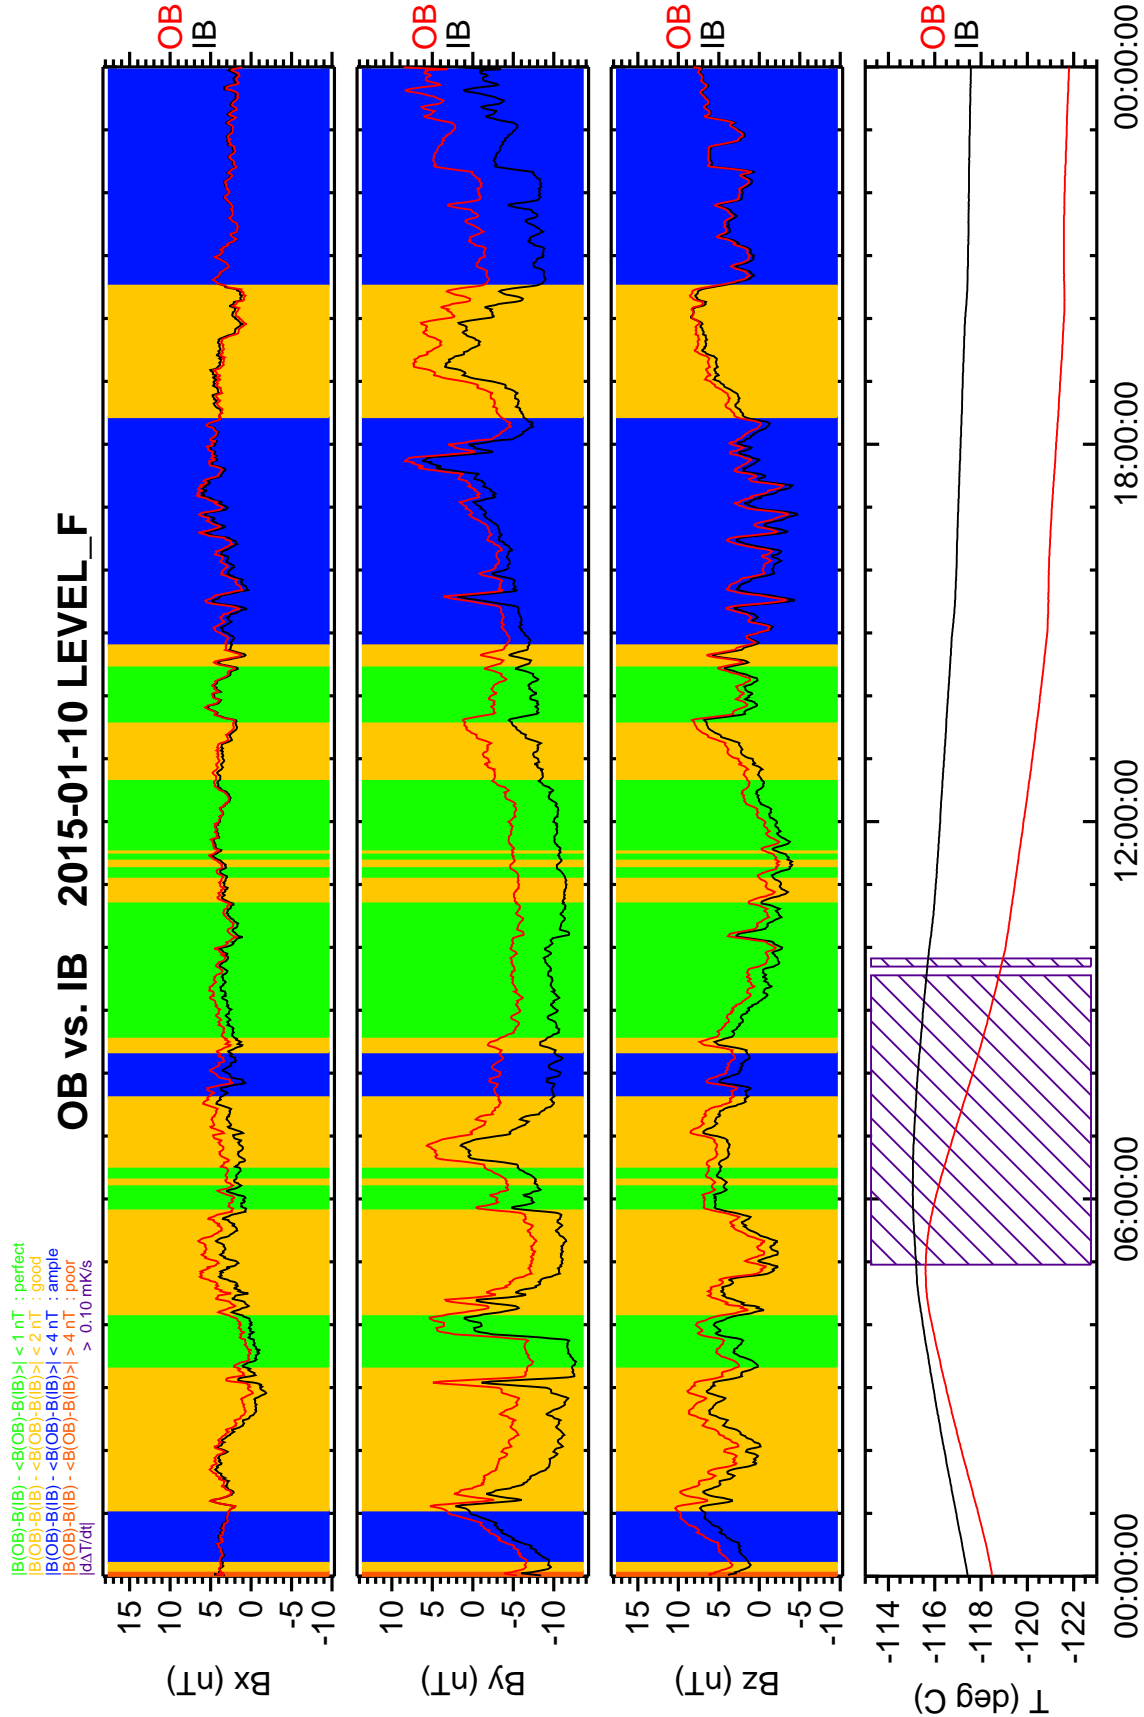 |B(OB)-B(IB) - <B(OB)-B(IB)>| < 1 nT : perfect
|B(OB)-B(IB) - <B(OB)-B(IB)>| < 2 nT : good
|B(OB)-B(IB) - <B(OB)-B(IB)>| < 4 nT : ample
|B(OB)-B(IB) - <B(OB)-B(IB)>| > 4 nT : poor
|dΔT/dt| > 0.10 mK/s
OB vs. IB 2015-01-10 LEVEL_F
Bx (nT)
15
10
5
0
-5
-10
OB
IB
By (nT)
10
5
0
-5
-10
OB
IB
Bz (nT)
15
10
5
0
-5
-10
OB
IB
T (deg C)
-114
-116
-118
-120
-122
OB
IB
00:00:00
06:00:00
12:00:00
18:00:00
00:00:00